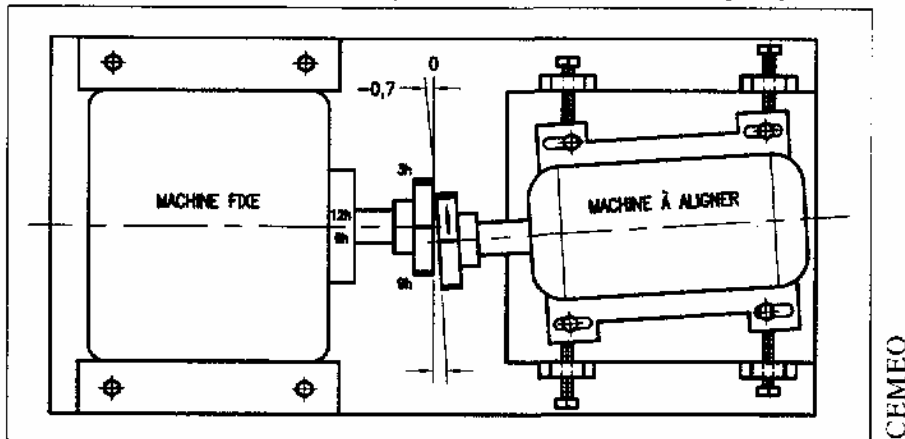 0
-0,7
3h
MACHINE FIXE
MACHINE À ALIGNER
12h
6h
9h
CEMEO